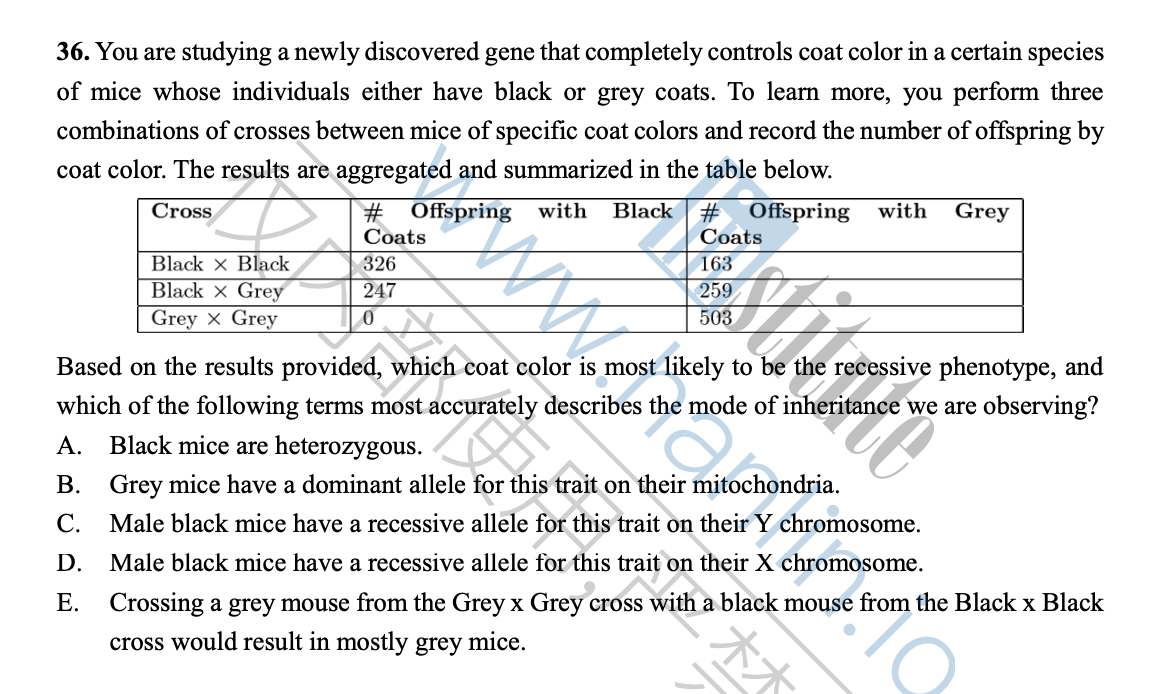 36. You are studying a newly discovered gene that completely controls coat color in a certain species
of mice whose individuals either have black or grey coats. To learn more, you perform three
combinations of crosses between mice of specific coat colors and record the number of offspring by
coat color. The results are aggregated and summarized in the table below.
Cross # Offspring with Black Coats # Offspring with Grey Coats
Black × Black 326 163
Black × Grey 247 259
Grey × Grey 0 503
Based on the results provided, which coat color is most likely to be the recessive phenotype, and
which of the following terms most accurately describes the mode of inheritance we are observing?
A. Black mice are heterozygous.
B. Grey mice have a dominant allele for this trait on their mitochondria.
C. Male black mice have a recessive allele for this trait on their Y chromosome.
D. Male black mice have a recessive allele for this trait on their X chromosome.
E. Crossing a grey mouse from the Grey x Grey cross with a black mouse from the Black x Black
cross would result in mostly grey mice.
仅内部使用,严禁
www.hanlin.io
institute